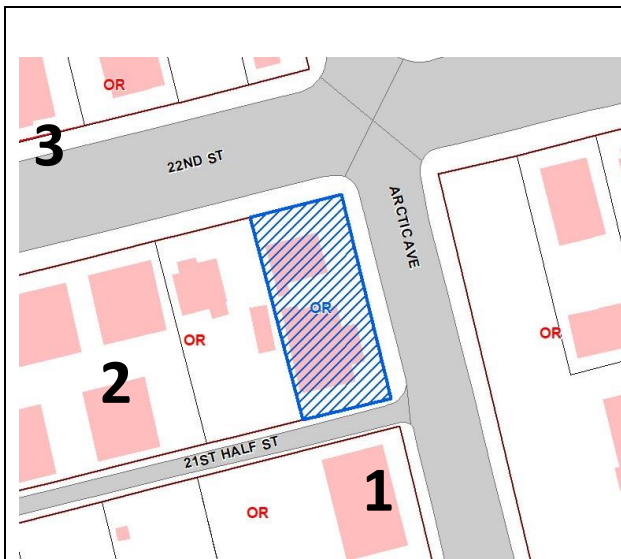 OR
3
22ND ST
ARCTIC AVE
OR
OR
OR
2
21ST HALF ST
1
OR